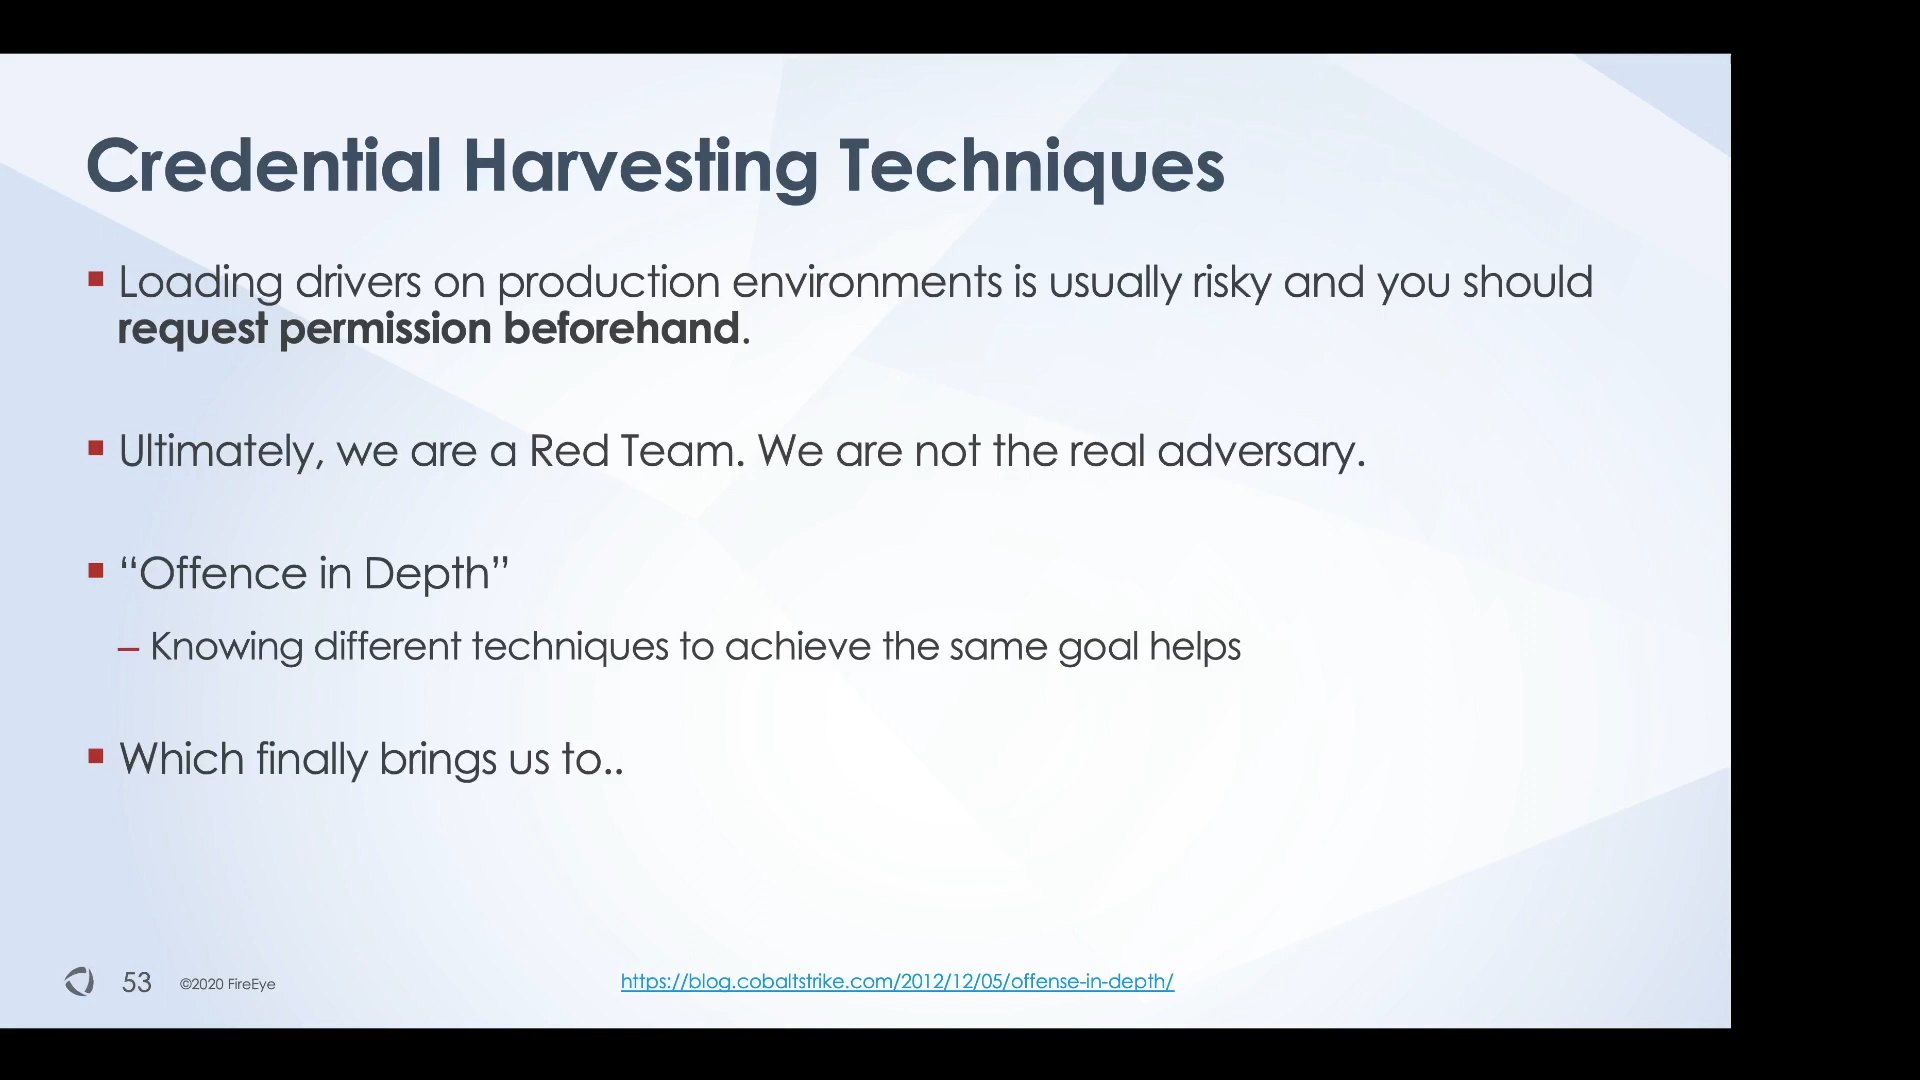 Credential Harvesting Techniques
Loading drivers on production environments is usually risky and you should
request permission beforehand.
Ultimately, we are a Red Team. We are not the real adversary.
“Offence in Depth”
– Knowing different techniques to achieve the same goal helps
Which finally brings us to..
53 ©2020 FireEye https://blog.cobaltstrike.com/2012/12/05/offense-in-depth/